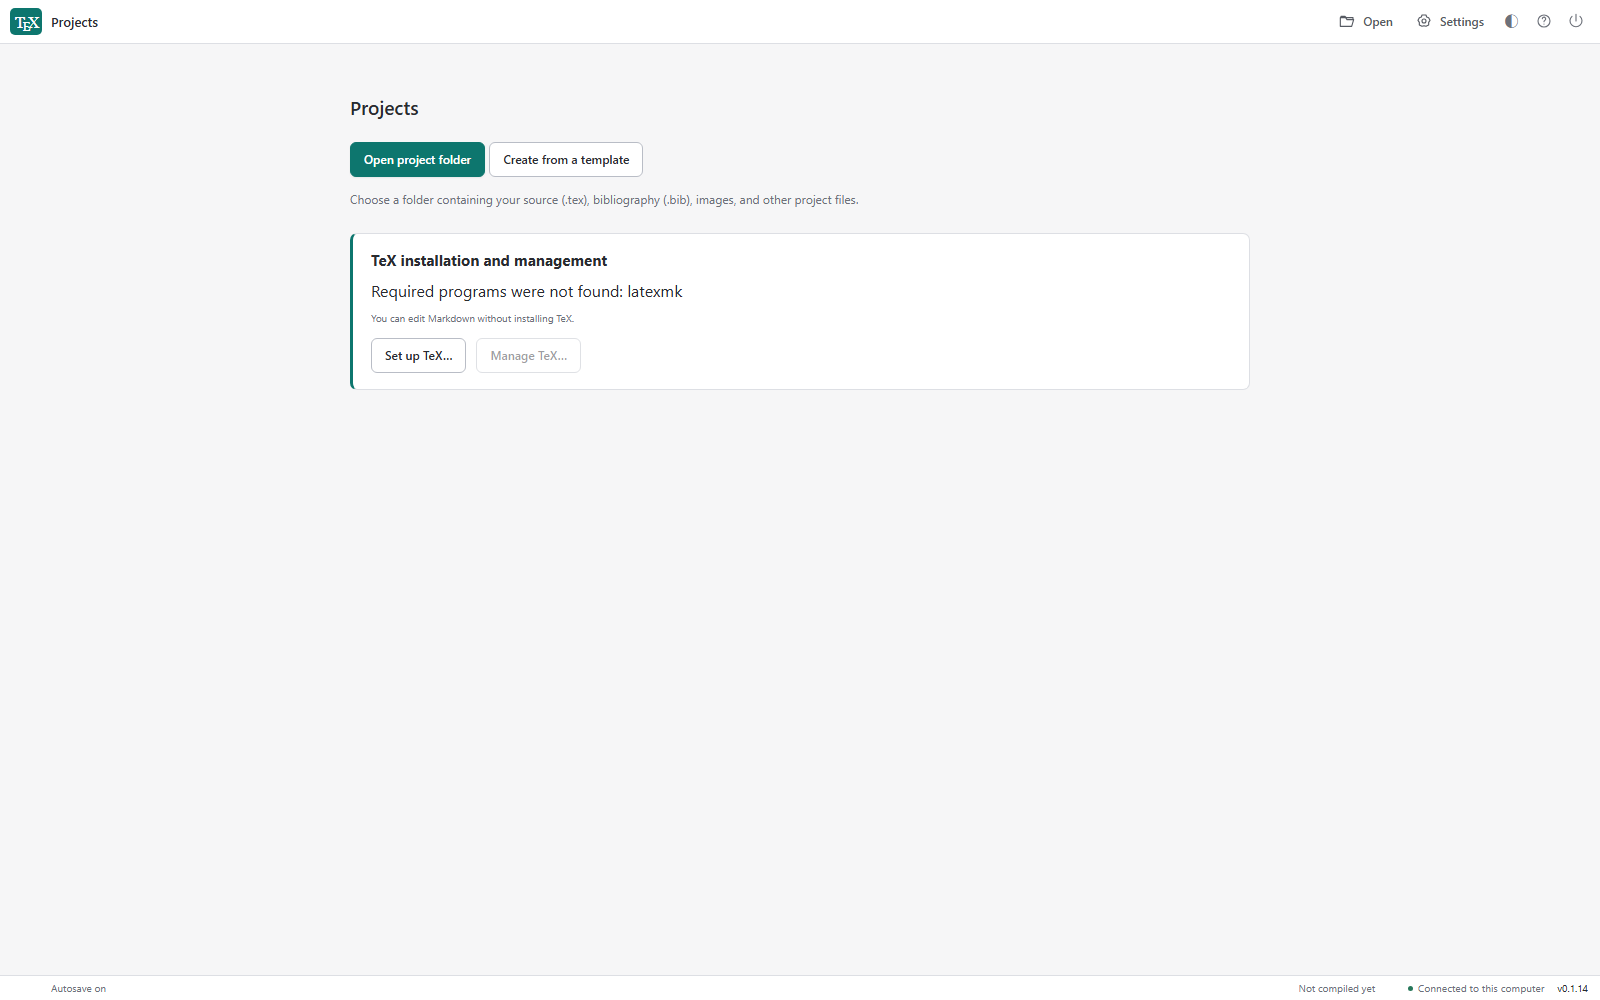 TEX Projects
Open Settings
Projects
Open project folder Create from a template
Choose a folder containing your source (.tex), bibliography (.bib), images, and other project files.
TeX installation and management
Required programs were not found: latexmk
You can edit Markdown without installing TeX.
Set up TeX... Manage TeX...
Autosave on Not compiled yet Connected to this computer v0.1.14